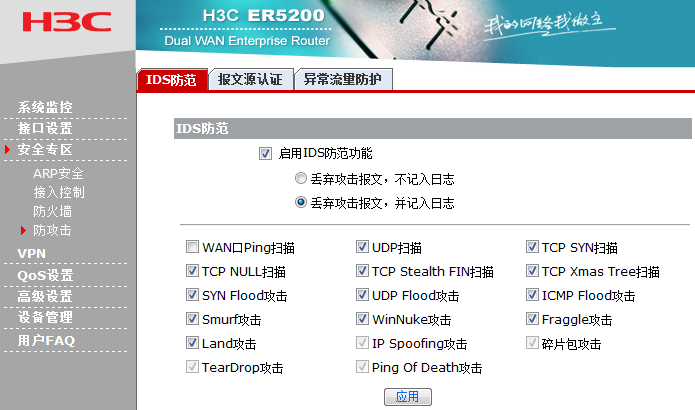 H3C
H3C ER5200
Dual WAN Enterprise Router
我的网络我做主
IDS防范 报文源认证 异常流量防护
系统监控
接口设置
安全专区
ARP安全
接入控制
防火墙
防攻击
VPN
QoS设置
高级设置
设备管理
用户FAQ
IDS防范
启用IDS防范功能
丢弃攻击报文，不记入日志
丢弃攻击报文，并记入日志
WAN口Ping扫描 UDP扫描 TCP SYN扫描
TCP NULL扫描 TCP Stealth FIN扫描 TCP Xmas Tree扫描
SYN Flood攻击 UDP Flood攻击 ICMP Flood攻击
Smurf攻击 WinNuke攻击 Fraggle攻击
Land攻击 IP Spoofing攻击 碎片包攻击
TearDrop攻击 Ping Of Death攻击
应用